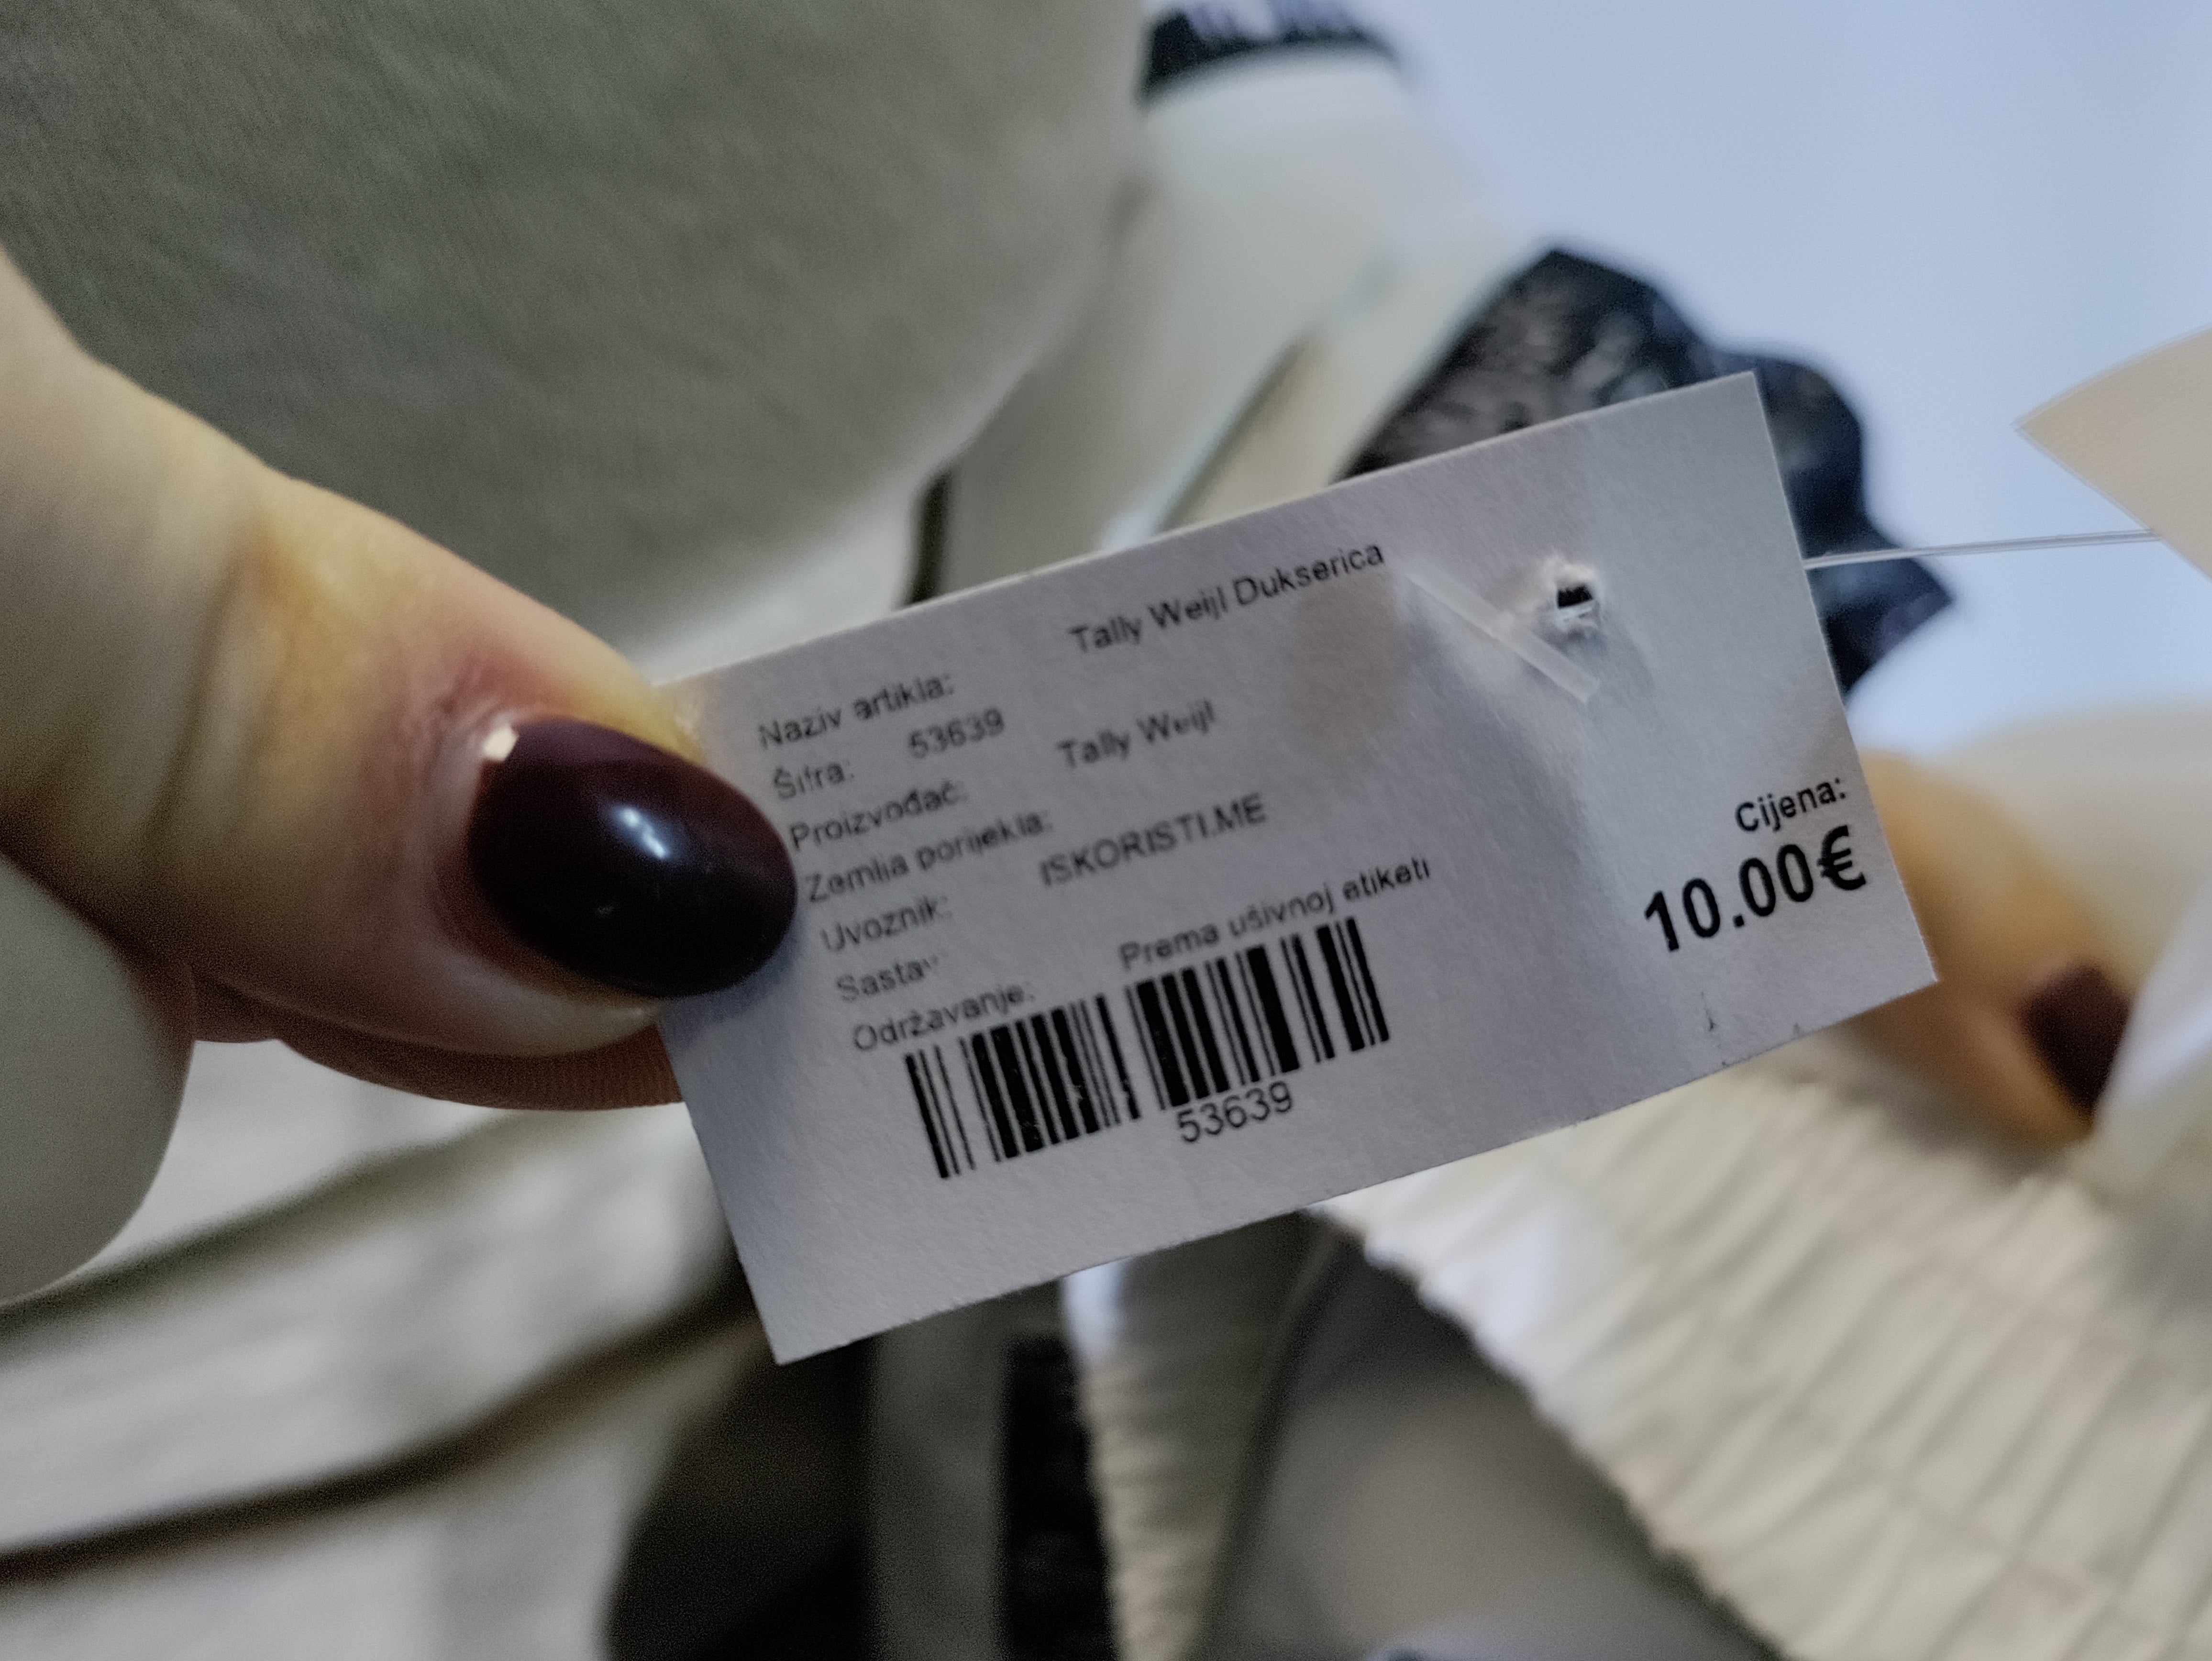 Naziv artikla: Tally Weijl Dukserica
Šifra: 53639
Proizvođač: Tally Weijl
Zemlja porijekla:
Uvoznik: ISKORISTI.ME
Sastav
Održavanje: Prema ušivnoj etiketi
53639
Cijena:
10.00€